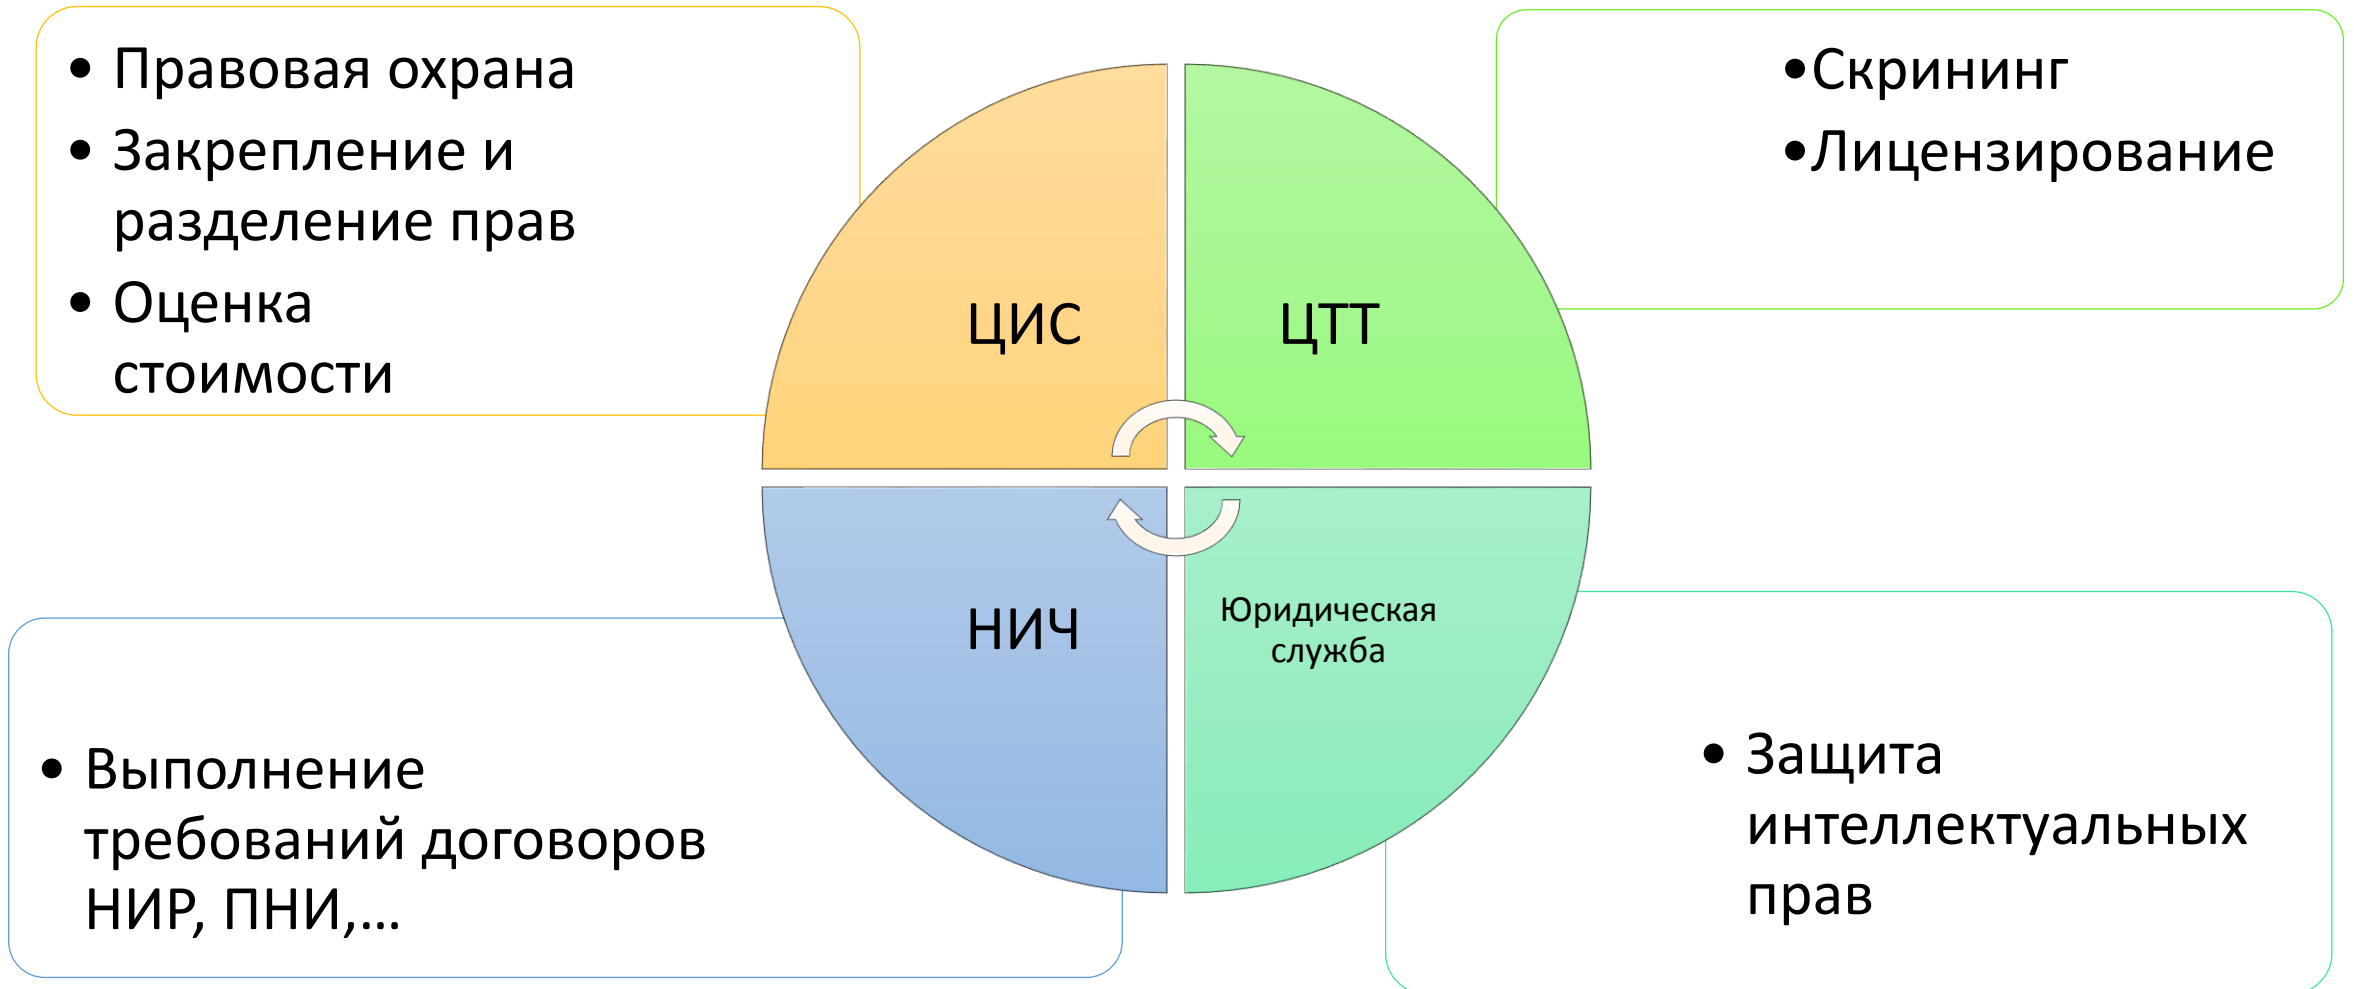 • Правовая охрана
• Закрепление и
разделение прав
• Оценка
стоимости
•Скрининг
•Лицензирование
ЦИС
ЦТТ
НИЧ
Юридическая
служба
• Выполнение
требований договоров
НИР, ПНИ,...
• Защита
интеллектуальных
прав